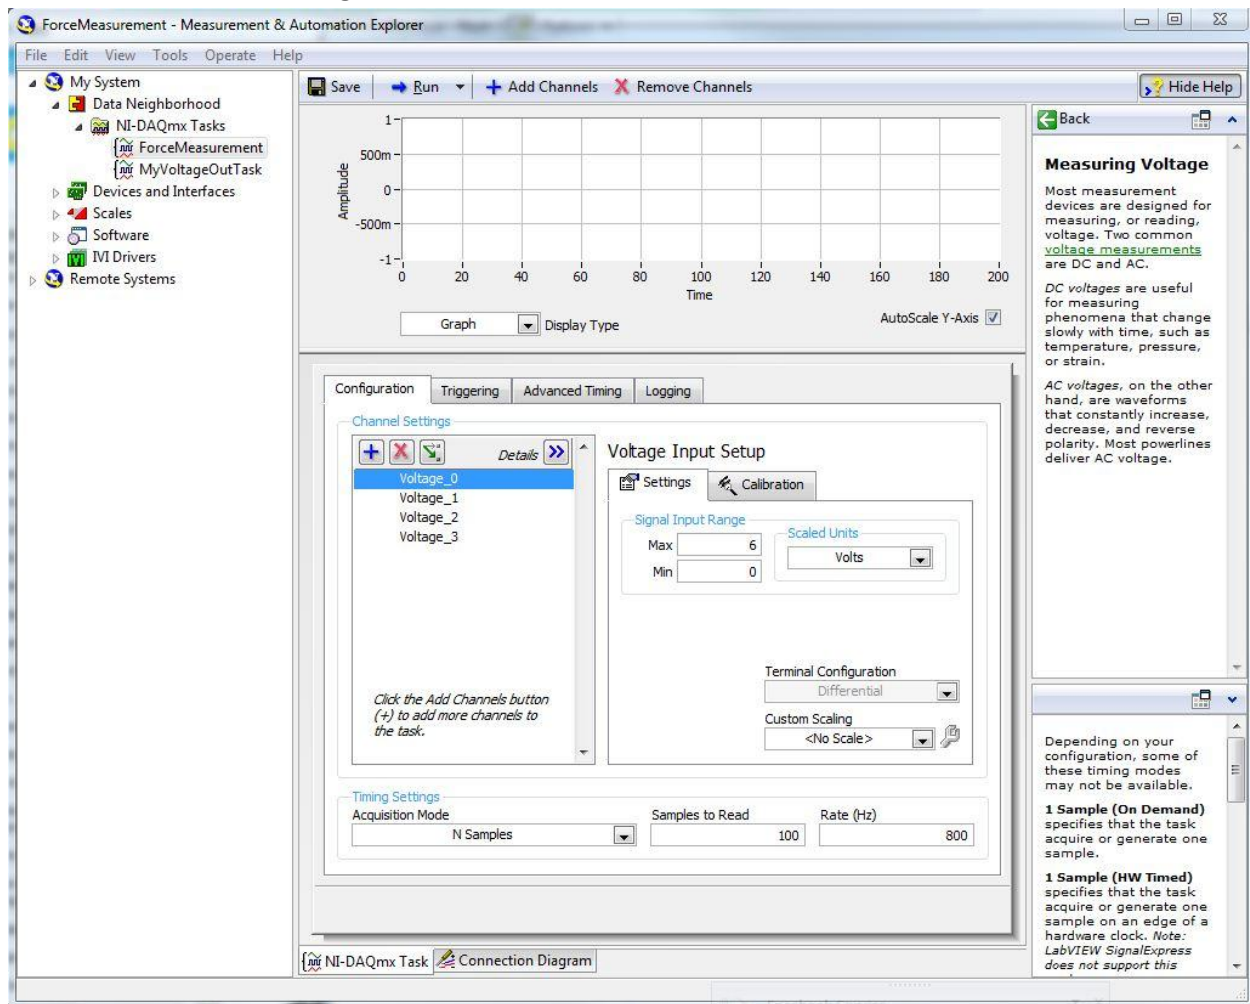 ForceMeasurement - Measurement & Automation Explorer
File Edit View Tools Operate Help
My System
Data Neighborhood
NI-DAQmx Tasks
ForceMeasurement
MyVoltageOutTask
Devices and Interfaces
Scales
Software
IVI Drivers
Remote Systems
Save Run Add Channels Remove Channels
Hide Help
1
500m
0
-500m
-1
Amplitude
0 20 40 60 80 100 120 140 160 180 200
Time
Graph Display Type AutoScale Y-Axis
Configuration Triggering Advanced Timing Logging
Channel Settings
Details
Voltage_0
Voltage_1
Voltage_2
Voltage_3
Click the Add Channels button
(+) to add more channels to
the task.
Voltage Input Setup
Settings Calibration
Signal Input Range
Max 6
Min 0
Scaled Units
Volts
Terminal Configuration
Differential
Custom Scaling
<No Scale>
Timing Settings
Acquisition Mode Samples to Read Rate (Hz)
N Samples 100 800
NI-DAQmx Task Connection Diagram
Back
Measuring Voltage
Most measurement
devices are designed for
measuring, or reading,
voltage. Two common
voltage measurements
are DC and AC.
DC voltages are useful
for measuring
phenomena that change
slowly with time, such as
temperature, pressure,
or strain.
AC voltages, on the other
hand, are waveforms
that constantly increase,
decrease, and reverse
polarity. Most powerlines
deliver AC voltage.
Depending on your
configuration, some of
these timing modes
may not be available.
1 Sample (On Demand)
specifies that the task
acquire or generate one
sample.
1 Sample (HW Timed)
specifies that the task
acquire or generate one
sample on an edge of a
hardware clock. Note:
LabVIEW SignalExpress
does not support this